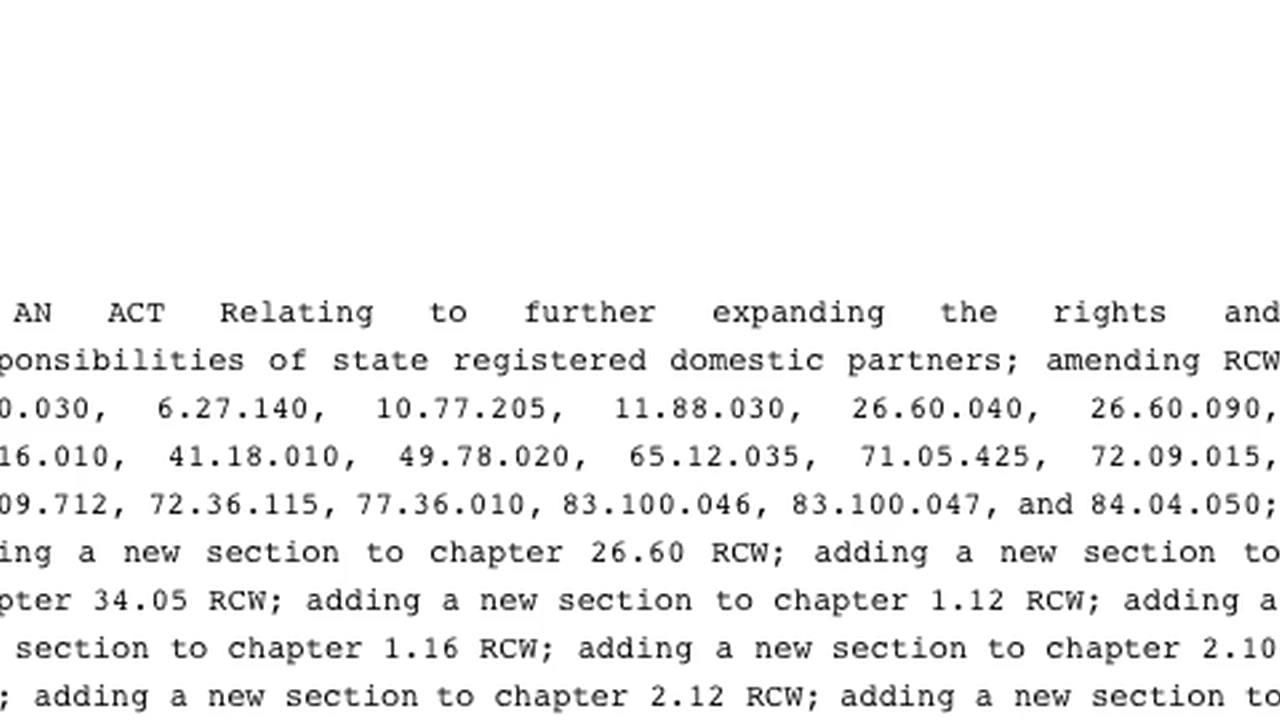 AN ACT Relating to further expanding the rights and
ponsibilities of state registered domestic partners; amending RCW
0.030, 6.27.140, 10.77.205, 11.88.030, 26.60.040, 26.60.090,
16.010, 41.18.010, 49.78.020, 65.12.035, 71.05.425, 72.09.015,
09.712, 72.36.115, 77.36.010, 83.100.046, 83.100.047, and 84.04.050;
ing a new section to chapter 26.60 RCW; adding a new section to
pter 34.05 RCW; adding a new section to chapter 1.12 RCW; adding a
section to chapter 1.16 RCW; adding a new section to chapter 2.10
; adding a new section to chapter 2.12 RCW; adding a new section to